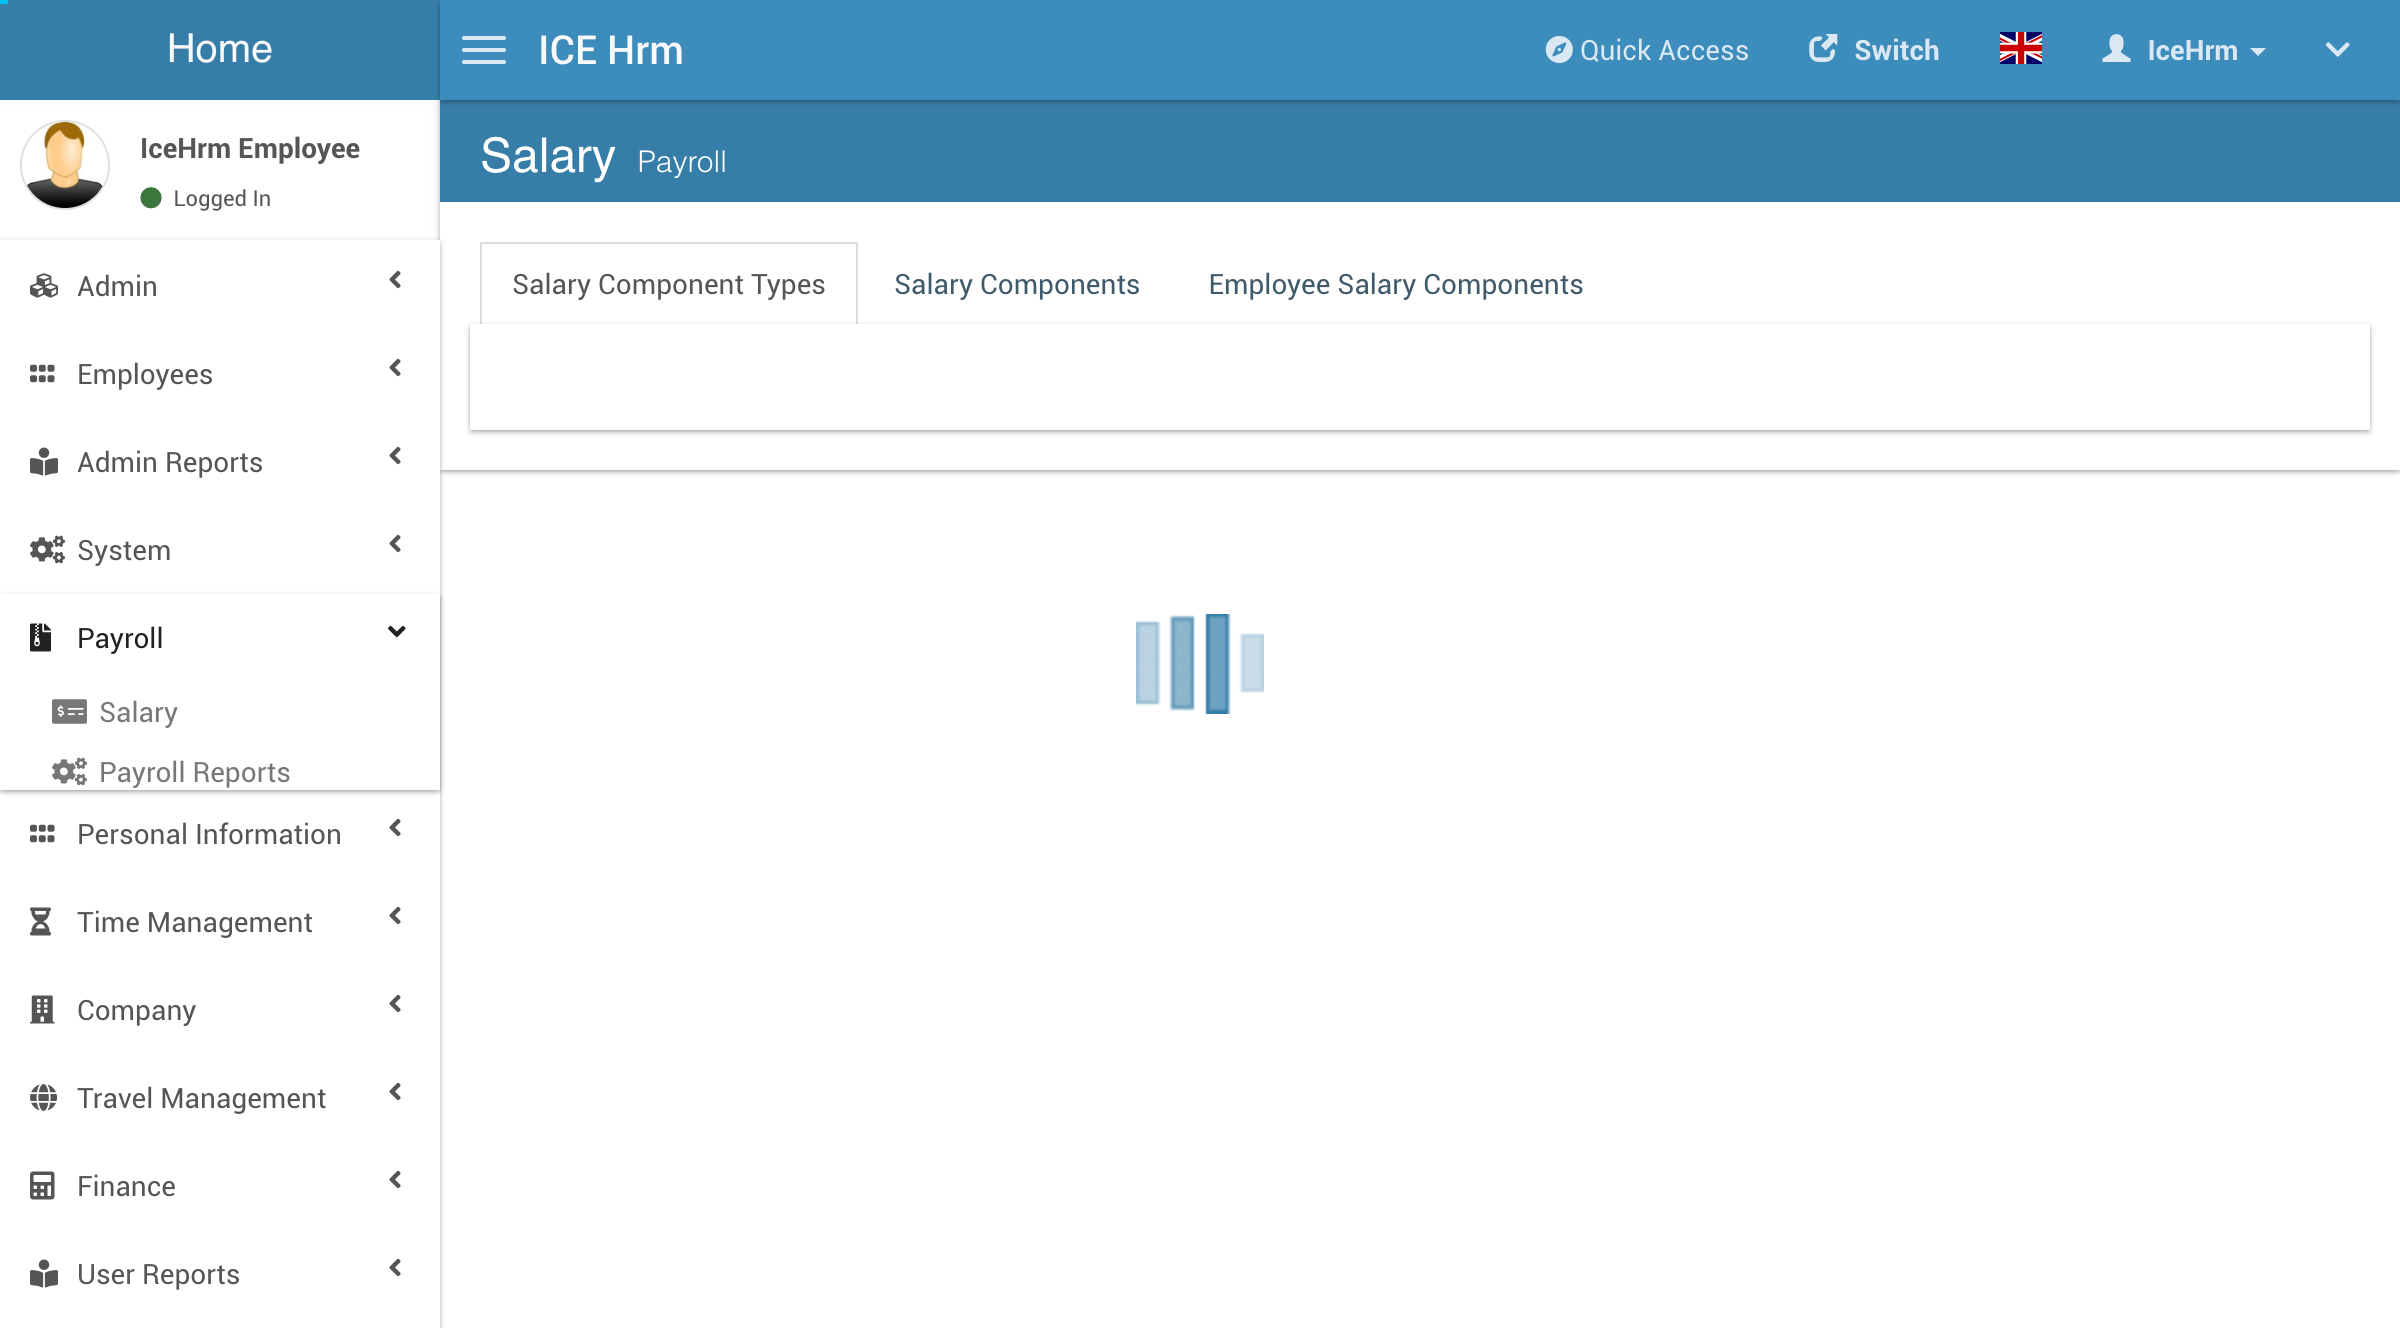 Home
ICE Hrm
Quick Access
Switch
IceHrm
IceHrm Employee
Logged In
Salary Payroll
Salary Component Types
Salary Components
Employee Salary Components
Admin
Employees
Admin Reports
System
Payroll
Salary
Payroll Reports
Personal Information
Time Management
Company
Travel Management
Finance
User Reports